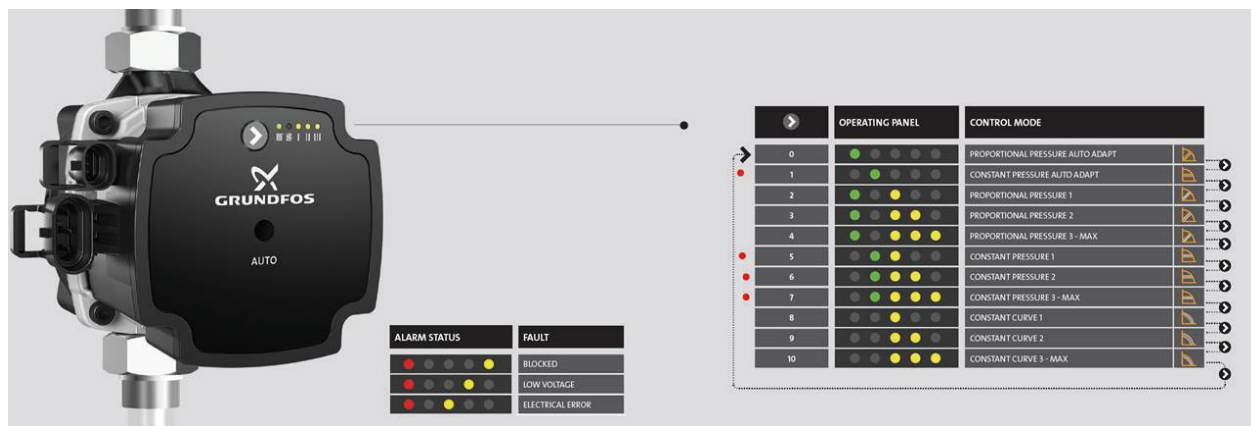 GRUNDFOS
AUTO
ALARM STATUS FAULT
BLOCKED
LOW VOLTAGE
ELECTRICAL ERROR
OPERATING PANEL CONTROL MODE
0 PROPORTIONAL PRESSURE AUTO ADAPT
1 CONSTANT PRESSURE AUTO ADAPT
2 PROPORTIONAL PRESSURE 1
3 PROPORTIONAL PRESSURE 2
4 PROPORTIONAL PRESSURE 3 - MAX
5 CONSTANT PRESSURE 1
6 CONSTANT PRESSURE 2
7 CONSTANT PRESSURE 3 - MAX
8 CONSTANT CURVE 1
9 CONSTANT CURVE 2
10 CONSTANT CURVE 3 - MAX